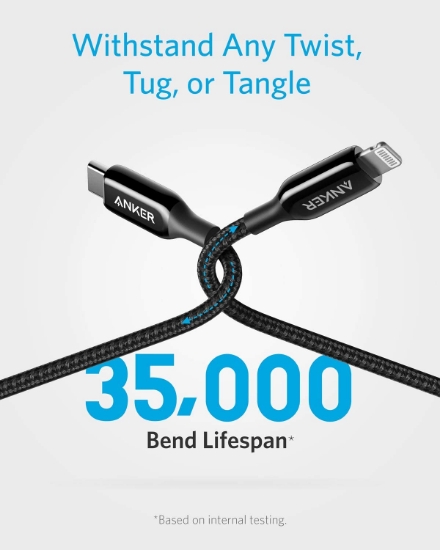 Withstand Any Twist,
Tug, or Tangle
ANKER
ANKER
35,000
Bend Lifespan*
*Based on internal testing.